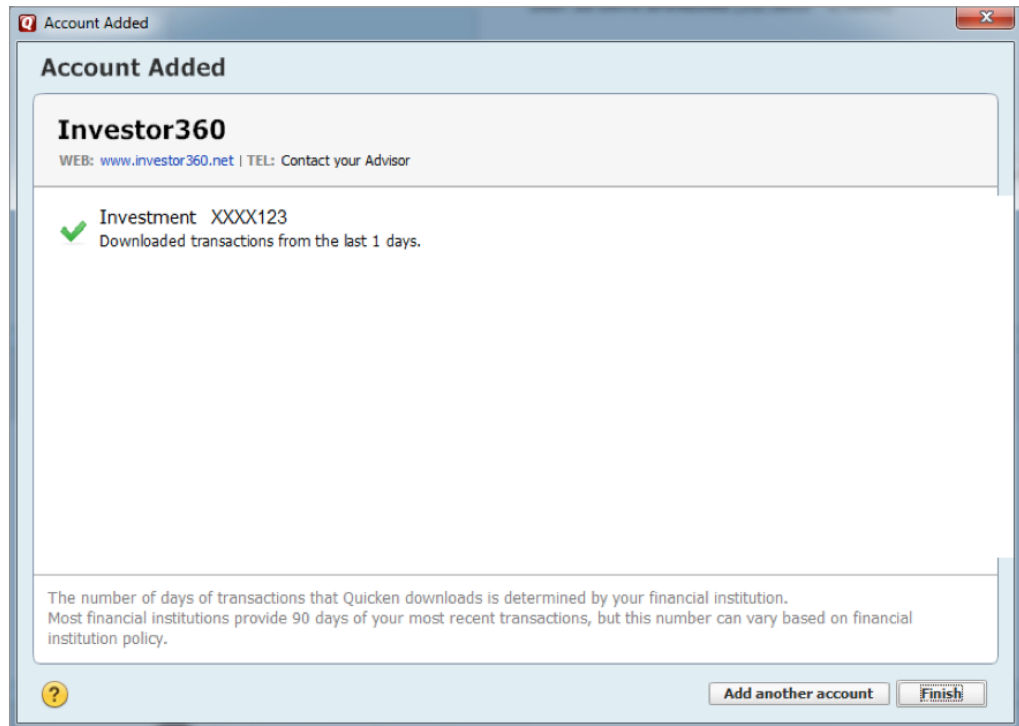 Account Added
Account Added
Investor360
WEB: www.investor360.net | TEL: Contact your Advisor
Investment XXXX123
Downloaded transactions from the last 1 days.
The number of days of transactions that Quicken downloads is determined by your financial institution.
Most financial institutions provide 90 days of your most recent transactions, but this number can vary based on financial
institution policy.
? Add another account Finish